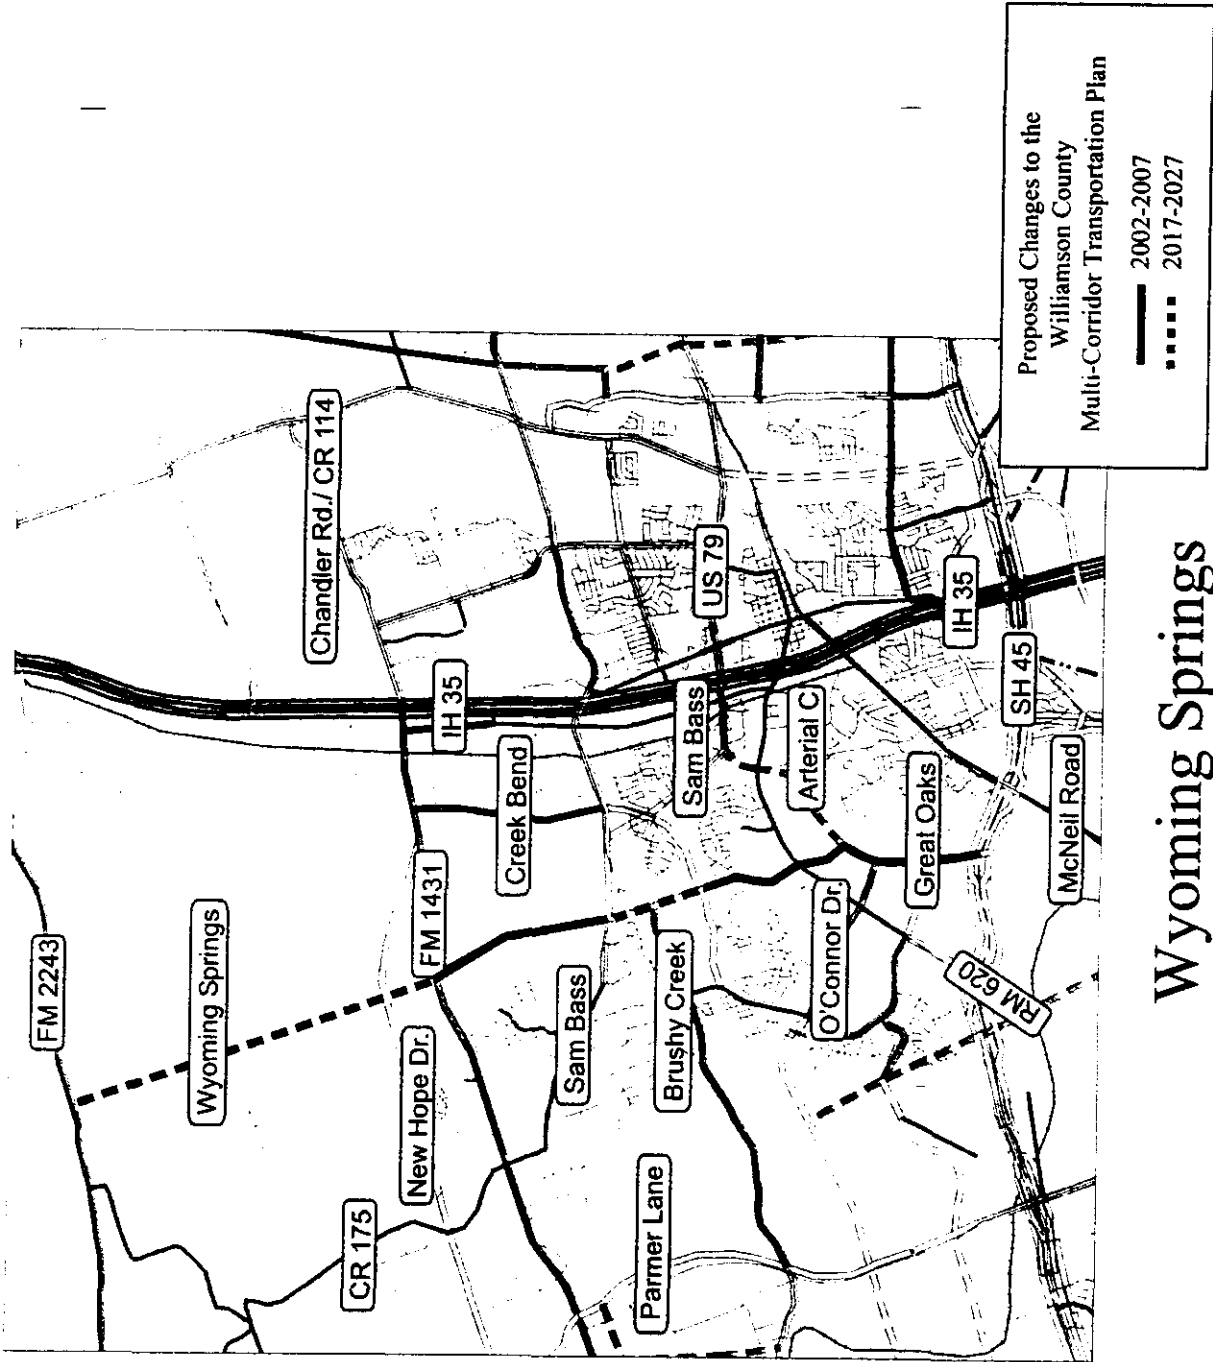 FM 2243
Wyoming Springs
Chandler Rd./ CR 114
IH 35
FM 1431
New Hope Dr.
CR 175
Creek Bend
Sam Bass
Sam Bass
US 79
Brushy Creek
Parmer Lane
Arterial C
O'Connor Dr.
Great Oaks
IH 35
SH 45
RM 620
McNeil Road
Proposed Changes to the
Williamson County
Multi-Corridor Transportation Plan
2002-2007
2017-2027
Wyoming Springs